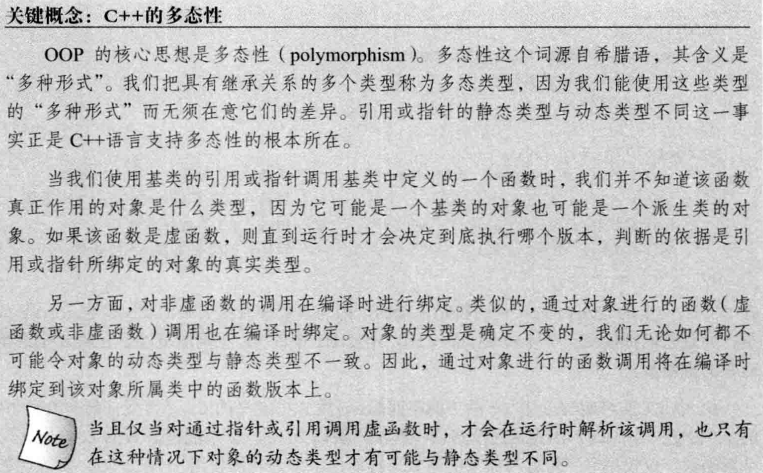 关键概念：C++的多态性
OOP 的核心思想是多态性（polymorphism）。多态性这个词源自希腊语，其含义是
“多种形式”。我们把具有继承关系的多个类型称为多态类型，因为我们能使用这些类型
的“多种形式”而无须在意它们的差异。引用或指针的静态类型与动态类型不同这一事
实正是 C++语言支持多态性的根本所在。
当我们使用基类的引用或指针调用基类中定义的一个函数时，我们并不知道该函数
真正作用的对象是什么类型，因为它可能是一个基类的对象也可能是一个派生类的对
象。如果该函数是虚函数，则直到运行时才会决定到底执行哪个版本，判断的依据是引
用或指针所绑定的对象的真实类型。
另一方面，对非虚函数的调用在编译时进行绑定。类似的，通过对象进行的函数（虚
函数或非虚函数）调用也在编译时绑定。对象的类型是确定不变的，我们无论如何都不
可能令对象的动态类型与静态类型不一致。因此，通过对象进行的函数调用将在编译时
绑定到该对象所属类中的函数版本上。
Note
当且仅当对通过指针或引用调用虚函数时，才会在运行时解析该调用，也只有
在这种情况下对象的动态类型才有可能与静态类型不同。